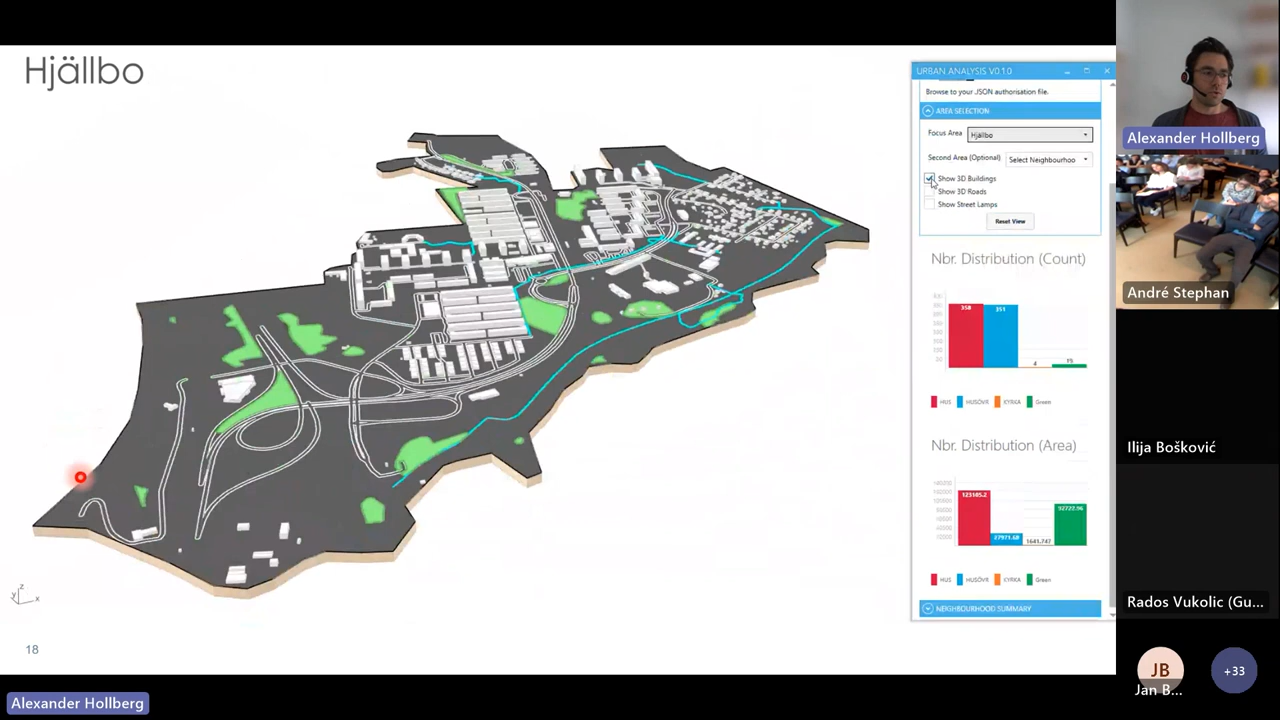 Hjällbo
URBAN ANALYSIS V0.1.0
Browse to your .JSON authorisation file.
AREA SELECTION
Focus Area
Hjällbo
Second Area (Optional)
Select Neighbourhoo
Show 3D Buildings
Show 3D Roads
Show Street Lamps
Reset View
Nbr. Distribution (Count)
358
351
4
15
HUS
HUSÖVR
KYRKA
Green
Nbr. Distribution (Area)
123105.2
27971.68
1641.747
92722.96
HUS
HUSÖVR
KYRKA
Green
NEIGHBOURHOOD SUMMARY
z
y
x
18
Alexander Hollberg
Alexander Hollberg
André Stephan
Ilija Bošković
Rados Vukolic (Gu...
JB
Jan B...
+33